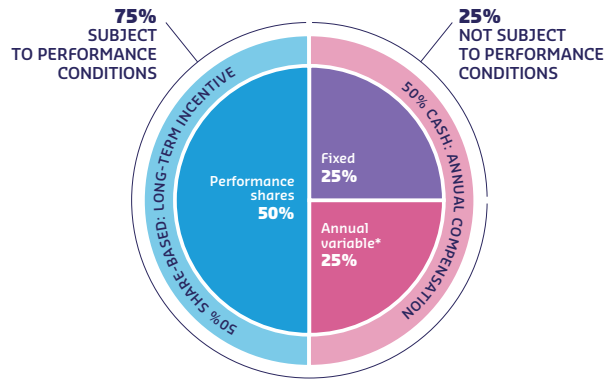 75%
SUBJECT
TO PERFORMANCE
CONDITIONS
25%
NOT SUBJECT
TO PERFORMANCE
CONDITIONS
50% SHARE-BASED: LONG-TERM INCENTIVE
50% CASH: ANNUAL COMPENSATION
Performance
shares
50%
Fixed
25%
Annual
variable*
25%